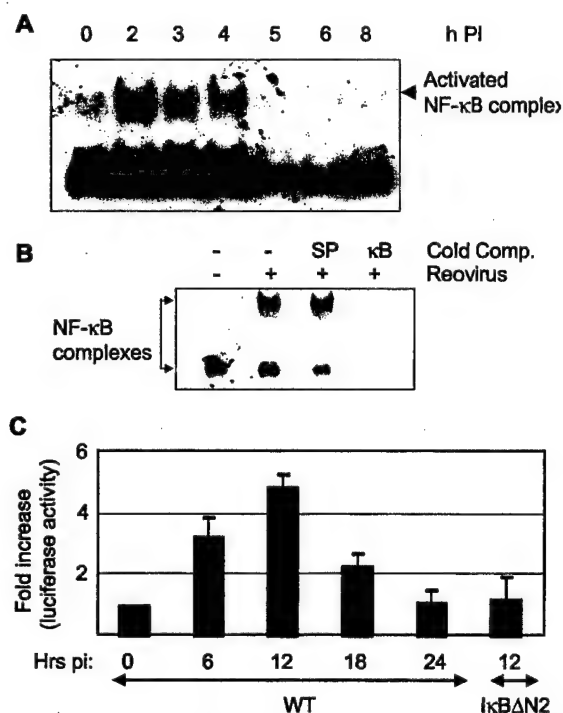 A
0 2 3 4 5 6 8 h PI
Activated
NF-κB complex
B
- - SP κB Cold Comp.
- + + + Reovirus
NF-κB
complexes
C
Fold increase
(luciferase activity)
6
4
2
Hrs pi: 0 6 12 18 24 12
WT IκBΔN2